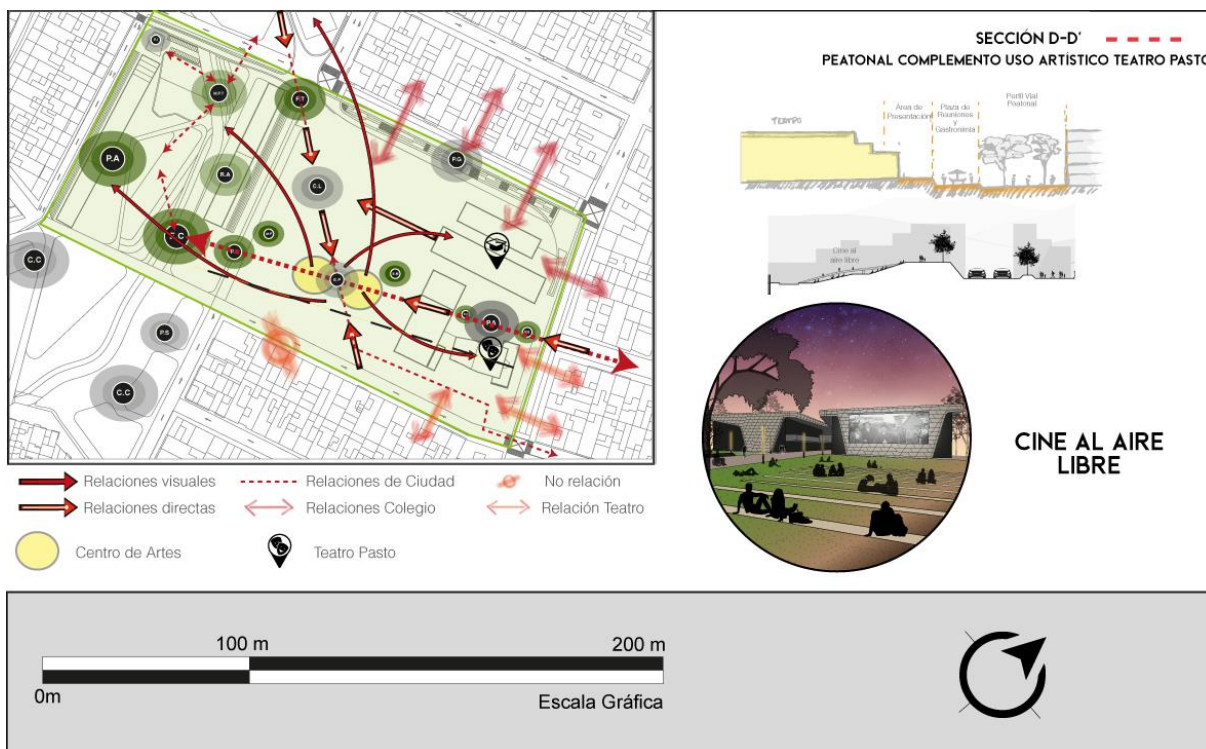 SECCIÓN D-D'
PEATONAL COMPLEMENTO USO ARTÍSTICO TEATRO PASTO
Área de
Presentación
Plaza de
Reuniones
y
Gastronimia
Perfil Vial
Peatonal
Cine al
aire libre
CINE AL AIRE
LIBRE
P.A
P.T
P.G
R.A
C.L
C.C
P.A
C.C
P.S
C.C
Relaciones visuales
Relaciones de Ciudad
No relación
Relaciones directas
Relaciones Colegio
Relación Teatro
Centro de Artes
Teatro Pasto
100 m
200 m
0m
Escala Gráfica